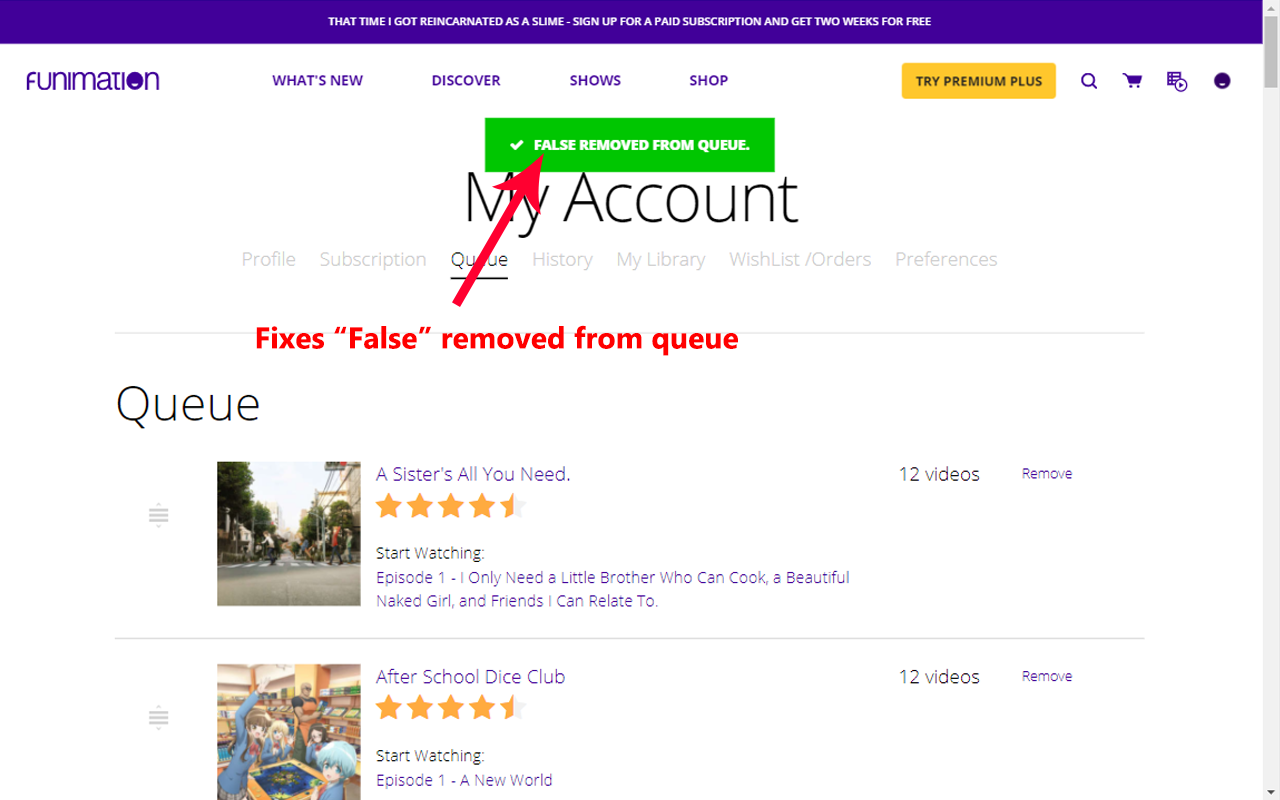 THAT TIME I GOT REINCARNATED AS A SLIME - SIGN UP FOR A PAID SUBSCRIPTION AND GET TWO WEEKS FOR FREE
FUNIMATION
WHAT'S NEW
DISCOVER
SHOWS
SHOP
TRY PREMIUM PLUS
FALSE REMOVED FROM QUEUE.
My Account
Profile
Subscription
Queue
History
My Library
WishList /Orders
Preferences
Fixes “False” removed from queue
Queue
A Sister's All You Need.
12 videos
Remove
Start Watching:
Episode 1 - I Only Need a Little Brother Who Can Cook, a Beautiful
Naked Girl, and Friends I Can Relate To.
After School Dice Club
12 videos
Remove
Start Watching:
Episode 1 - A New World